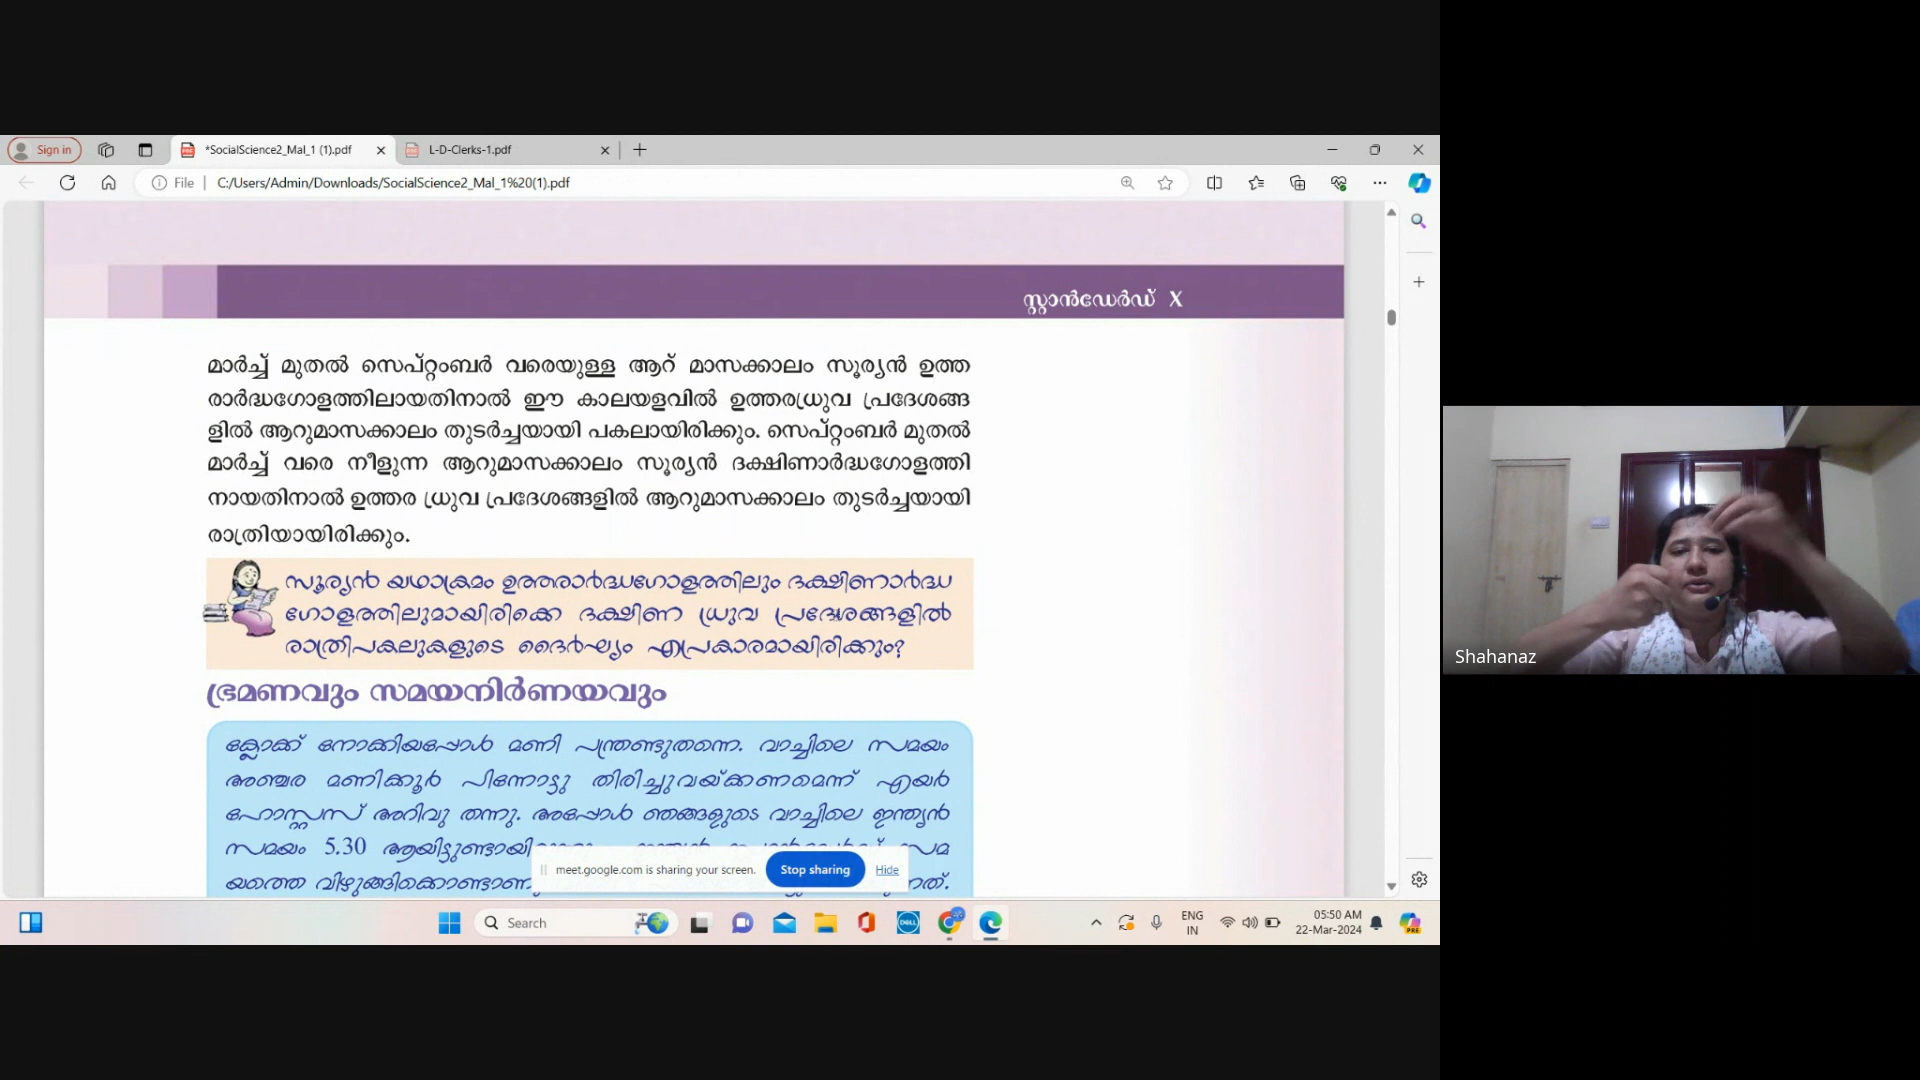 Sign in
*SocialScience2_Mal_1 (1).pdf
L-D-Clerks-1.pdf
File
C:/Users/Admin/Downloads/SocialScience2_Mal_1%20(1).pdf
സ്റ്റാൻഡേർഡ് X
മാർച്ച് മുതൽ സെപ്റ്റംബർ വരെയുള്ള ആറ് മാസക്കാലം സൂര്യൻ ഉത്ത
രാർദ്ധഗോളത്തിലായതിനാൽ ഈ കാലയളവിൽ ഉത്തരധ്രുവ പ്രദേശങ്ങ
ളിൽ ആറുമാസക്കാലം തുടർച്ചയായി പകലായിരിക്കും. സെപ്റ്റംബർ മുതൽ
മാർച്ച് വരെ നീളുന്ന ആറുമാസക്കാലം സൂര്യൻ ദക്ഷിണാർദ്ധഗോളത്തി
നായതിനാൽ ഉത്തര ധ്രുവ പ്രദേശങ്ങളിൽ ആറുമാസക്കാലം തുടർച്ചയായി
രാത്രിയായിരിക്കും.
സൂര്യൻ യഥാക്രമം ഉത്തരാർദ്ധഗോളത്തിലും ദക്ഷിണാർദ്ധ
ഗോളത്തിലുമായിരിക്കെ ദക്ഷിണ ധ്രുവ പ്രദേശങ്ങളിൽ
രാത്രിപകലുകളുടെ ദൈർഘ്യം എപ്രകാരമായിരിക്കും?
ഭ്രമണവും സമയനിർണയവും
ക്ലോക്ക് നോക്കിയപ്പോൾ മണി പന്ത്രണ്ടുതന്നെ. വാച്ചിലെ സമയം
അഞ്ചര മണിക്കൂർ പിന്നോട്ടു തിരിച്ചുവയ്ക്കണമെന്ന് എയർ
ഹോസ്റ്റസ് അറിവു തന്നു. അപ്പോൾ ഞങ്ങളുടെ വാച്ചിലെ ഇന്ത്യൻ
സമയം 5.30 ആയിട്ടുണ്ടായി സമ
യത്തെ വിഴുങ്ങിക്കൊണ്ടാണ്
meet.google.com is sharing your screen.
Stop sharing
Hide
Search
ENG
IN
05:50 AM
22-Mar-2024
PRE
DELL
Shahanaz